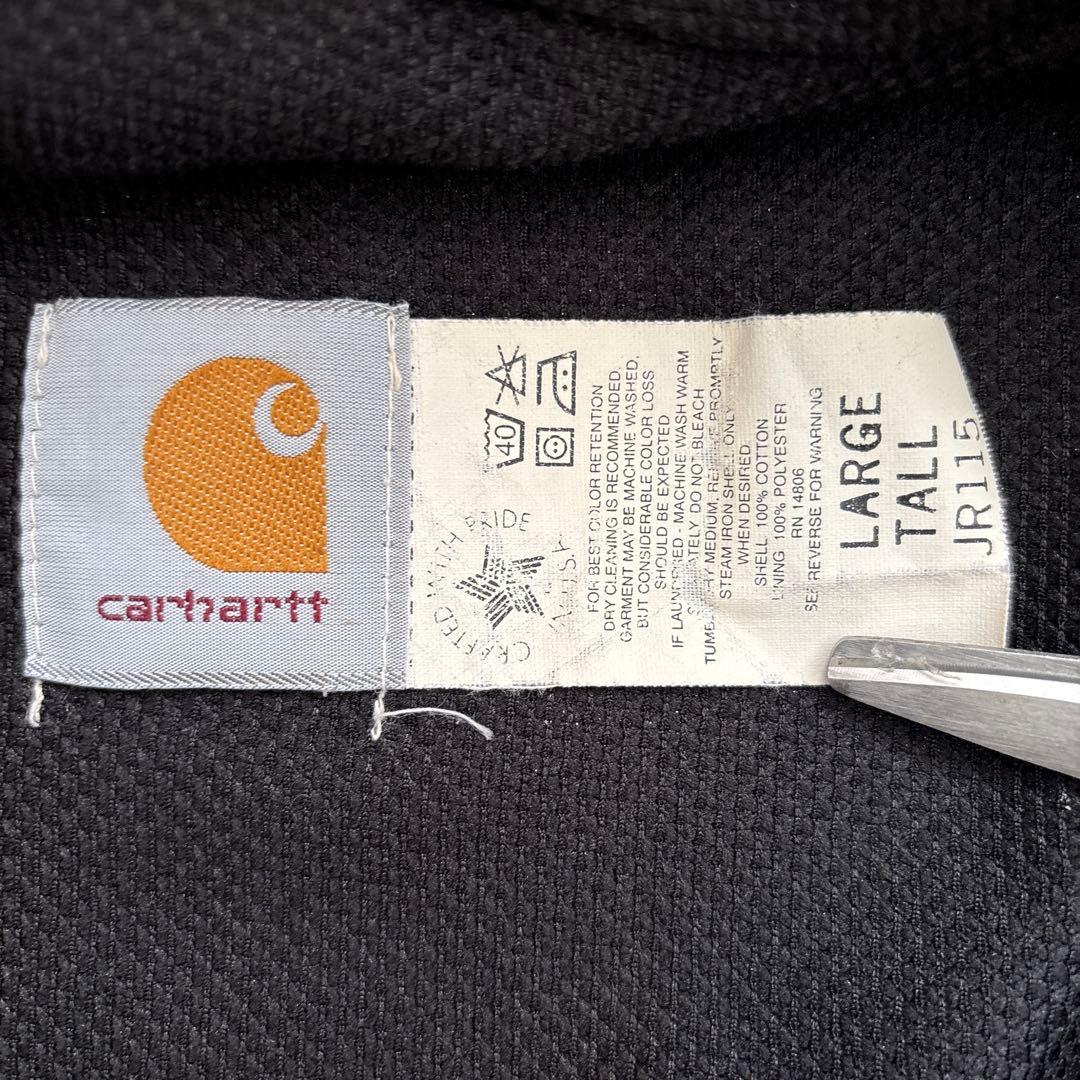 carhartt
CRAFTED WITH PRIDE
IN U.S.A.
40
FOR BEST COLOR RETENTION
DRY CLEANING IS RECOMMENDED.
GARMENT MAY BE MACHINE WASHED,
BUT CONSIDERABLE COLOR LOSS
SHOULD BE EXPECTED
IF LAUNDERED - MACHINE WASH WARM
SEPARATELY DO NOT BLEACH
TUMBLE DRY MEDIUM, REMOVE PROMPTLY
STEAM IRON SHELL ONLY
WHEN DESIRED
SHELL: 100% COTTON
LINING 100% POLYESTER
RN 14806
SEE REVERSE FOR WARNING
LARGE
TALL
JR115